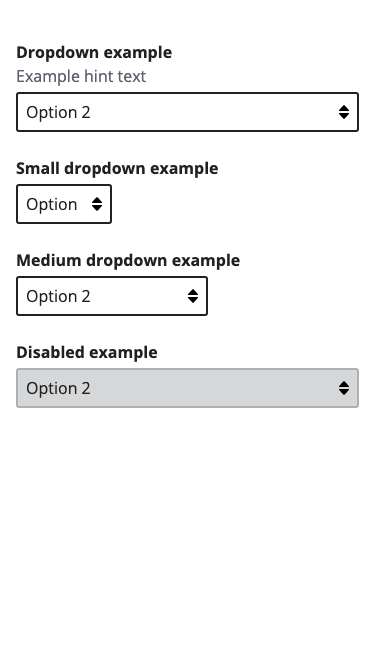 Dropdown example
Example hint text
Option 2
Small dropdown example
Option
Medium dropdown example
Option 2
Disabled example
Option 2